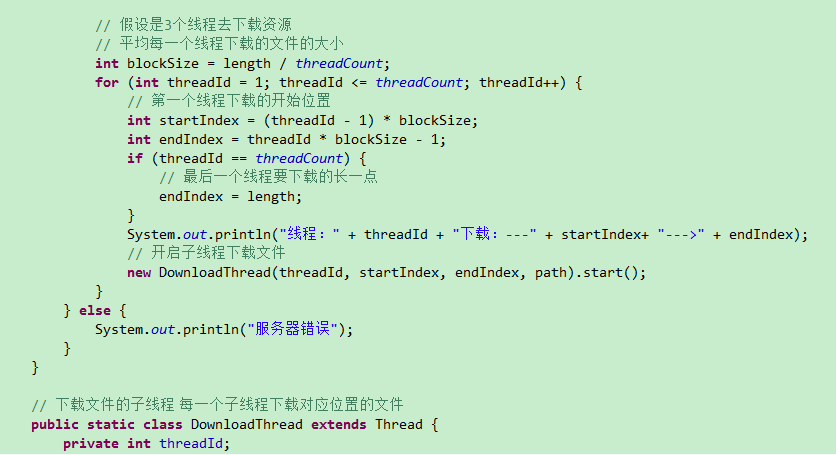 // 假设是3个线程去下载资源
// 平均每一个线程下载的文件的大小
int blockSize = length / threadCount;
for (int threadId = 1; threadId <= threadCount; threadId++) {
// 第一个线程下载的开始位置
int startIndex = (threadId - 1) * blockSize;
int endIndex = threadId * blockSize - 1;
if (threadId == threadCount) {
// 最后一个线程要下载的长一点
endIndex = length;
}
System.out.println("线程：" + threadId + "下载：---" + startIndex+ "--->" + endIndex);
// 开启子线程下载文件
new DownloadThread(threadId, startIndex, endIndex, path).start();
}
} else {
System.out.println("服务器错误");
}
}
// 下载文件的子线程 每一个子线程下载对应位置的文件
public static class DownloadThread extends Thread {
private int threadId;